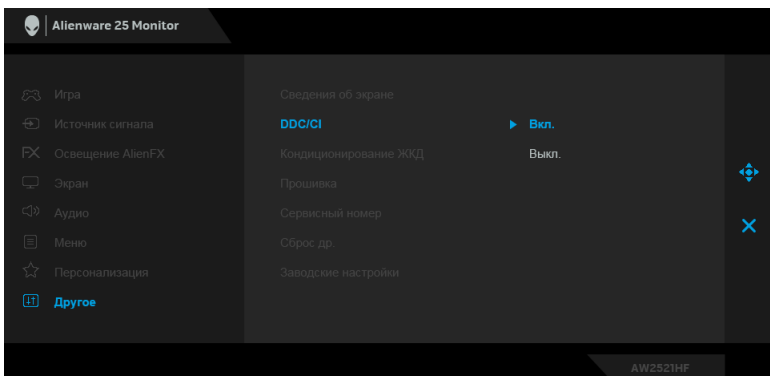 Alienware 25 Monitor
Игра
Источник сигнала
Освещение AlienFX
Экран
Аудио
Меню
Персонализация
Другое
Сведения об экране
DDC/CI
Вкл.
Кондиционирование ЖКД
Выкл.
Прошивка
Сервисный номер
Сброс др.
Заводские настройки
AW2521HF